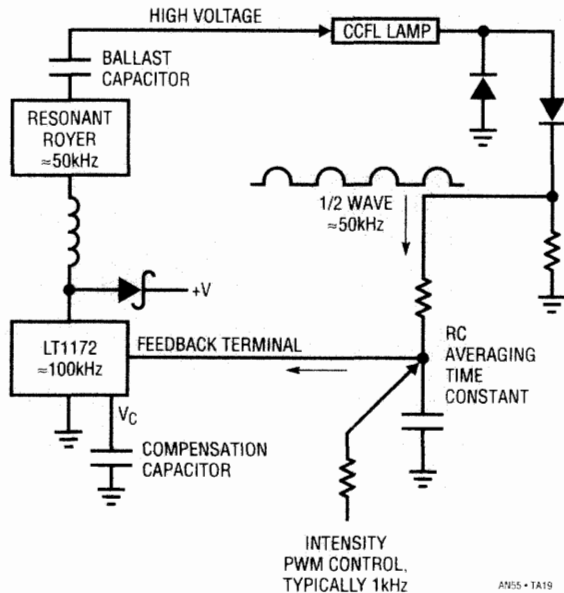 HIGH VOLTAGE
CCFL LAMP
BALLAST
CAPACITOR
RESONANT
ROYER
≈50kHz
1/2 WAVE
≈50kHz
+V
LT1172
≈100kHz
FEEDBACK TERMINAL
RC
AVERAGING
TIME
CONSTANT
VC
COMPENSATION
CAPACITOR
INTENSITY
PWM CONTROL,
TYPICALLY 1kHz
AN55 • TA19